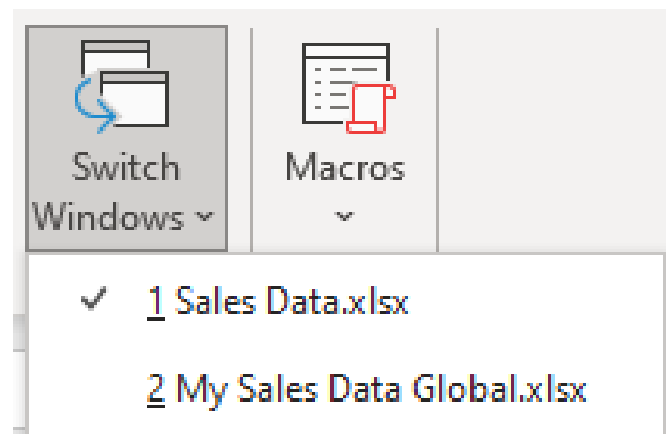 Switch
Windows
Macros
1 Sales Data.xlsx
2 My Sales Data Global.xlsx